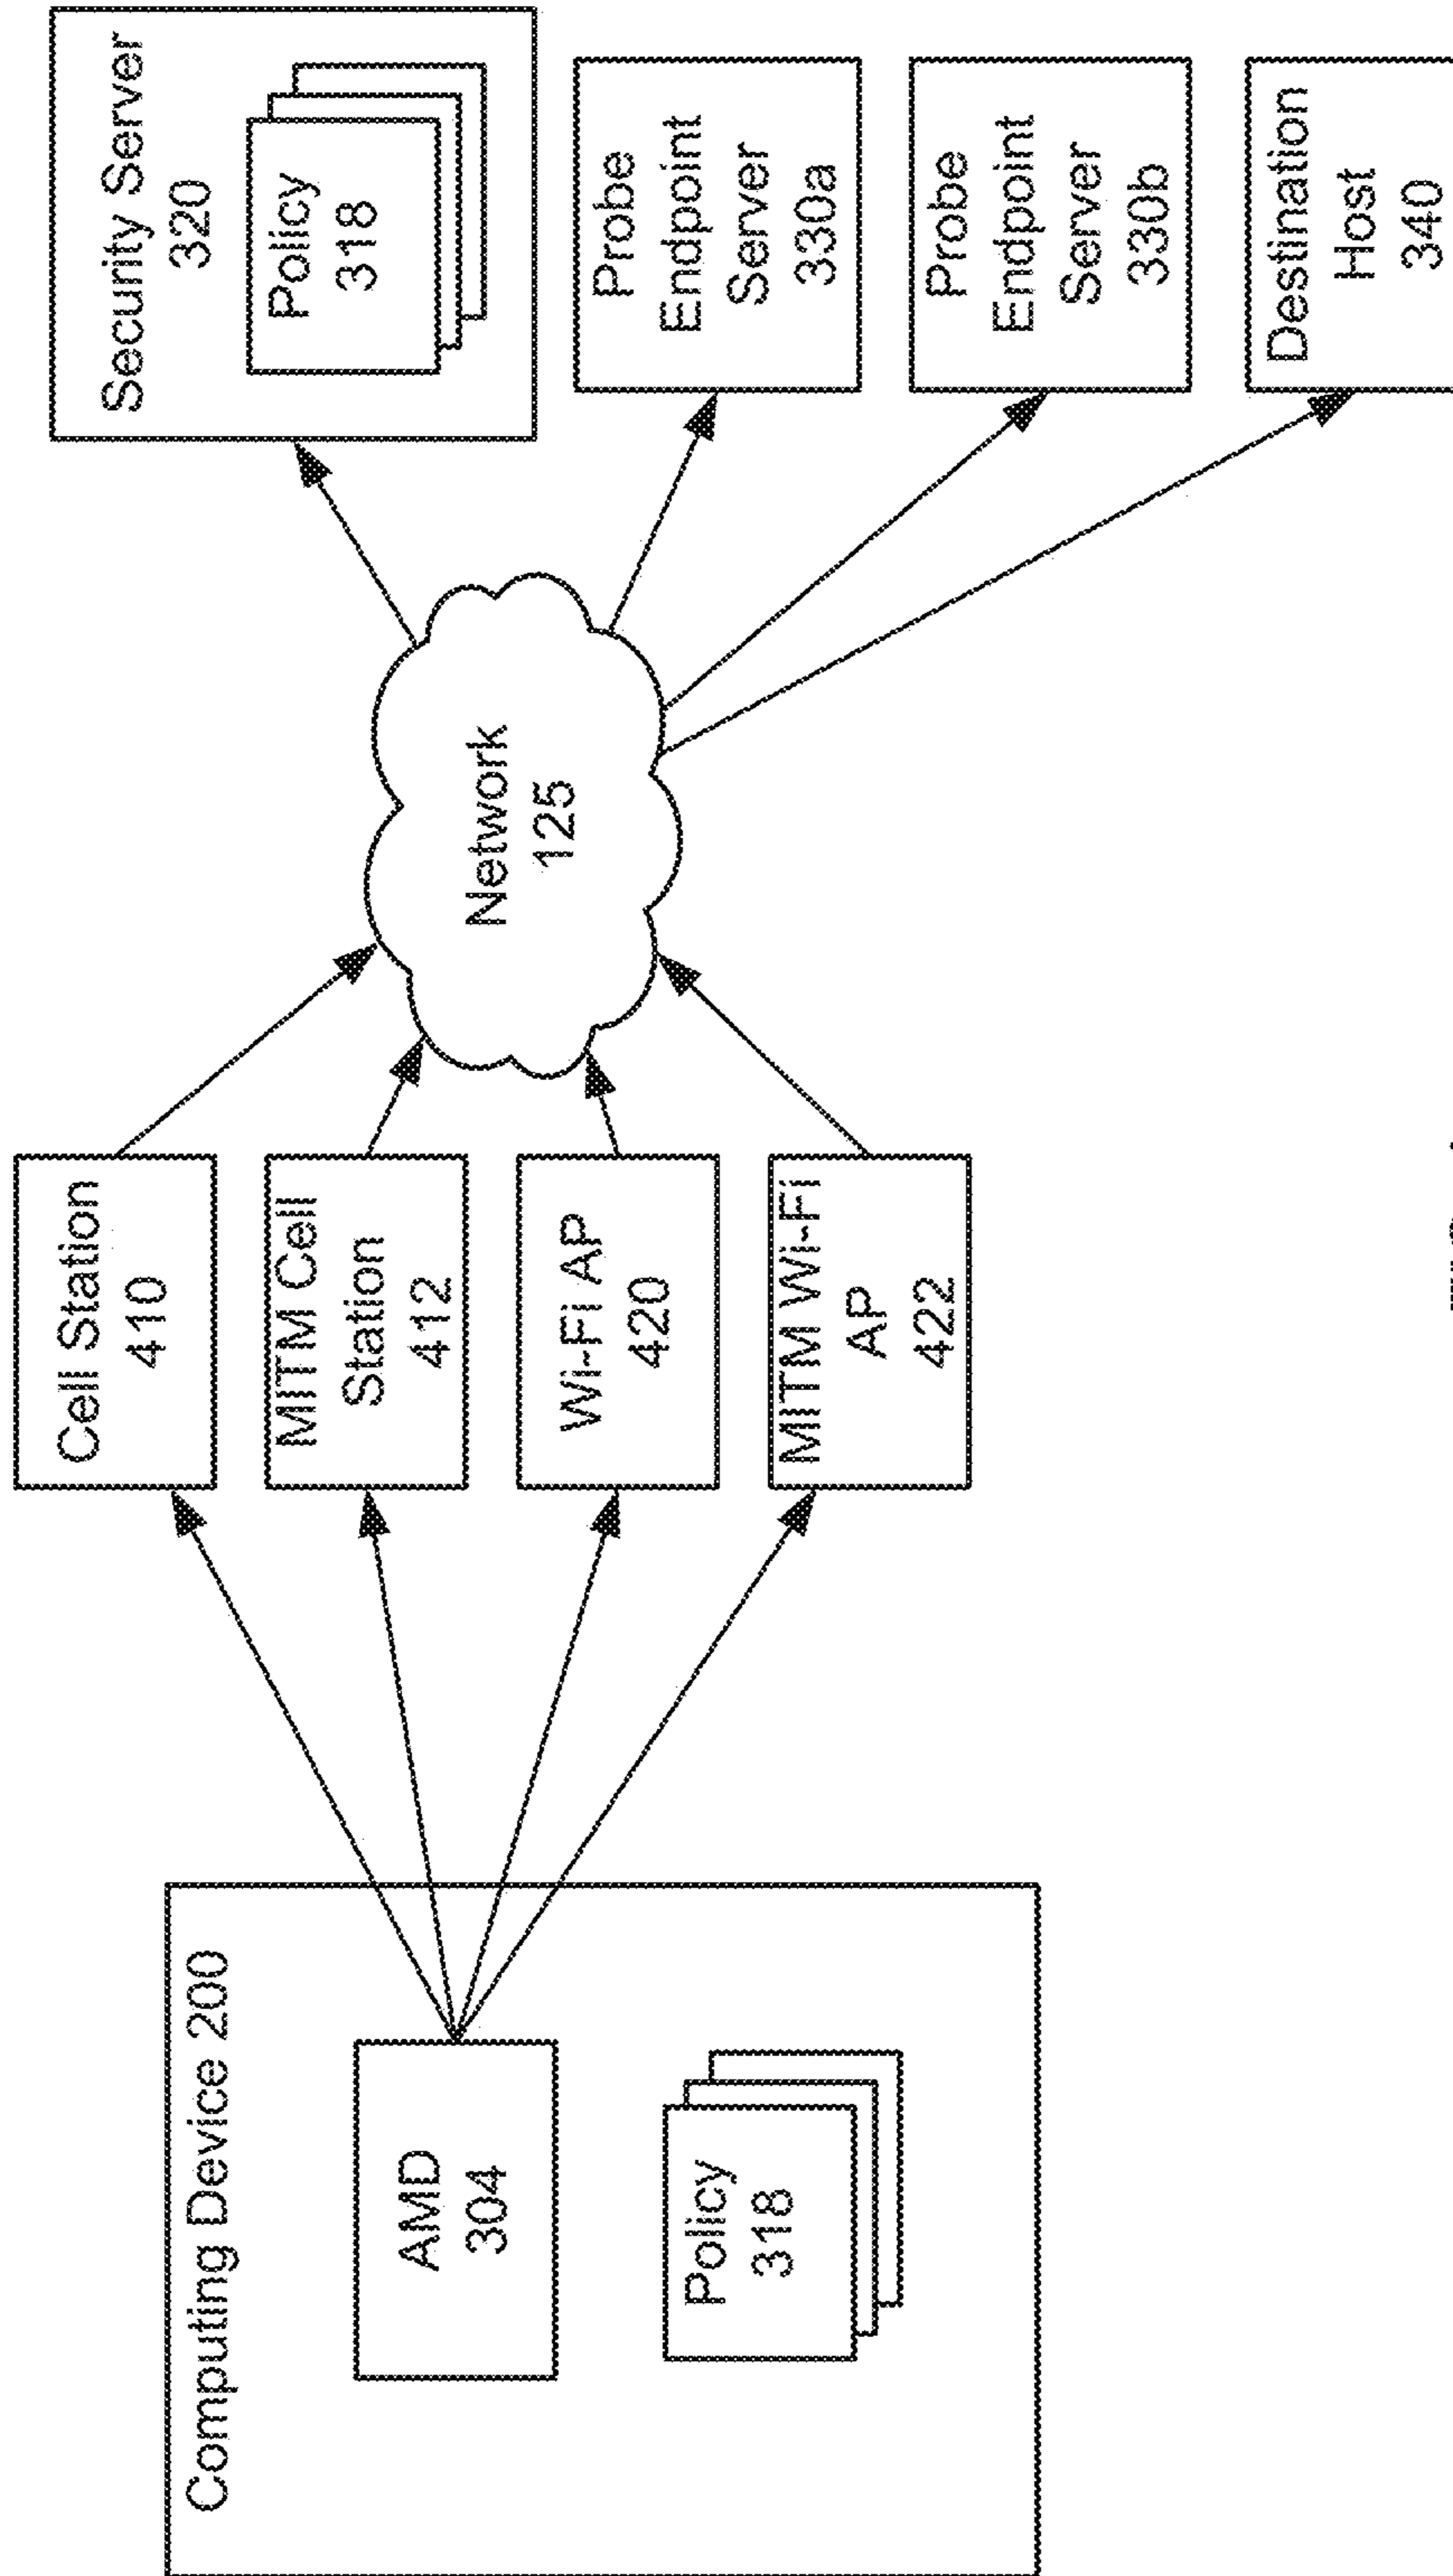 Computing Device 200
AMD
304
Policy
318
Cell Station
410
MITM Cell
Station
412
Wi-Fi AP
420
MITM Wi-Fi
AP
422
Network
125
Security Server
320
Policy
318
Probe
Endpoint
Server
330a
Probe
Endpoint
Server
330b
Destination
Host
340